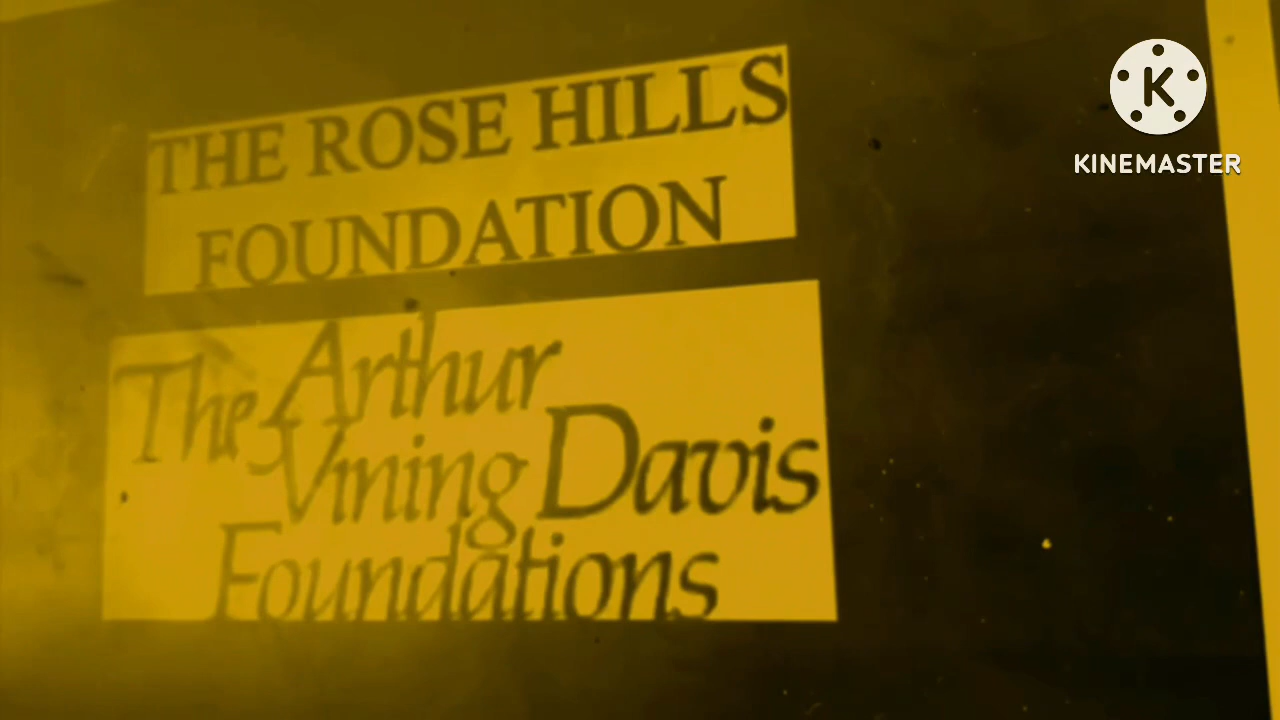 THE ROSE HILLS
FOUNDATION
The Arthur
Vining Davis
Foundations
K
KINEMASTER